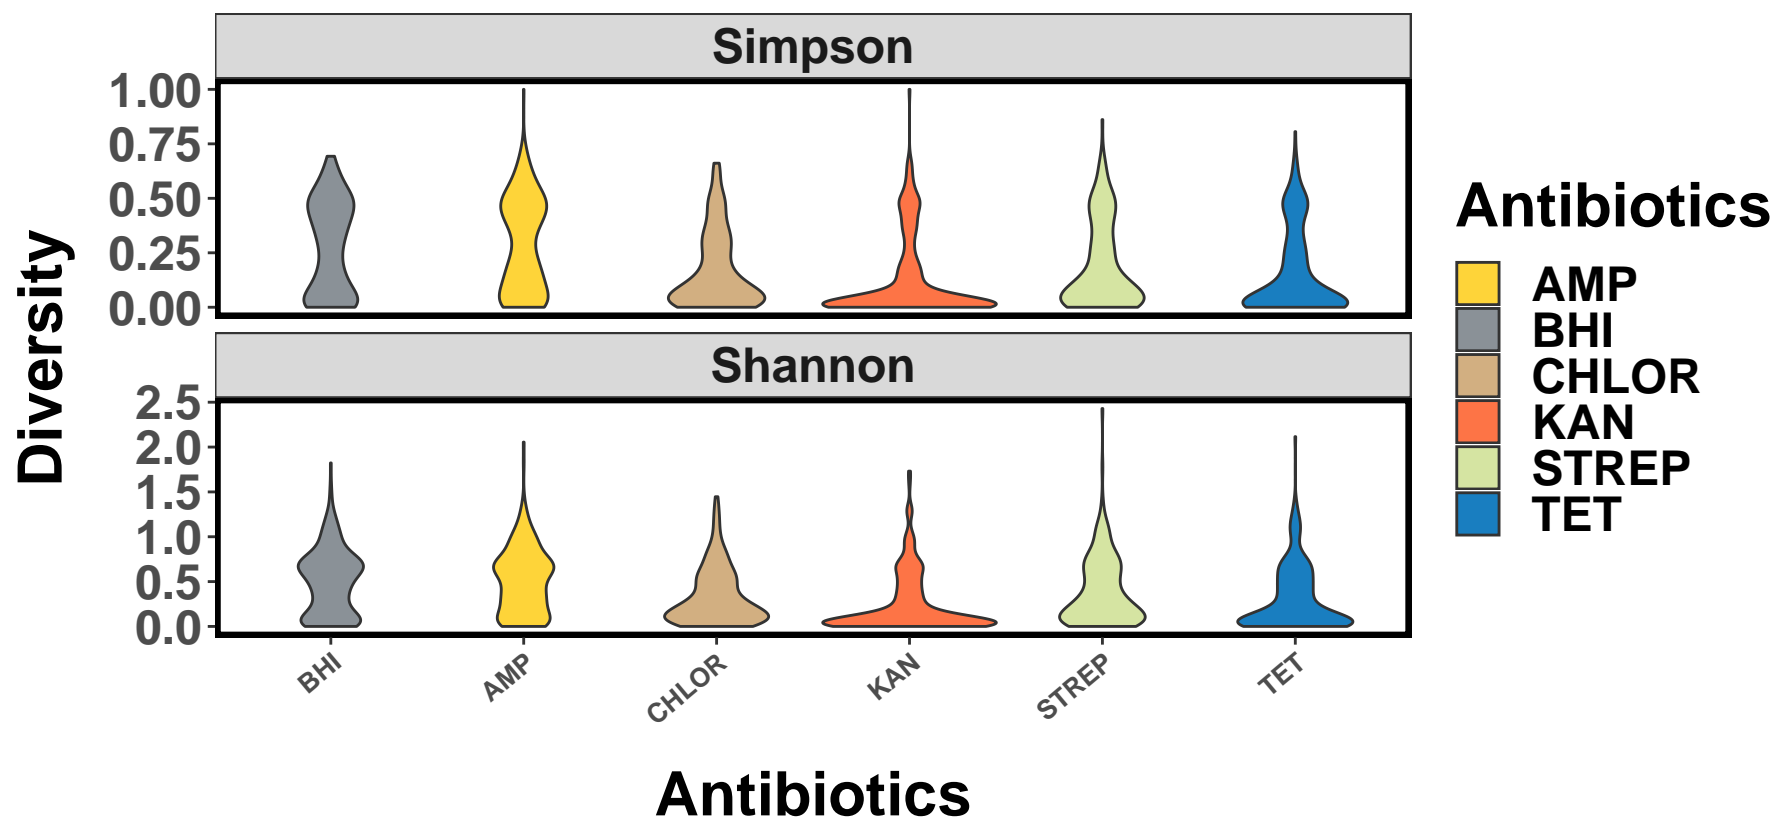 Simpson
1.00
0.75
0.50
0.25
0.00
Shannon
2.5
2.0
1.5
1.0
0.5
0.0
Diversity
BHI
AMP
CHLOR
KAN
STREP
TET
Antibiotics
Antibiotics
AMP
BHI
CHLOR
KAN
STREP
TET